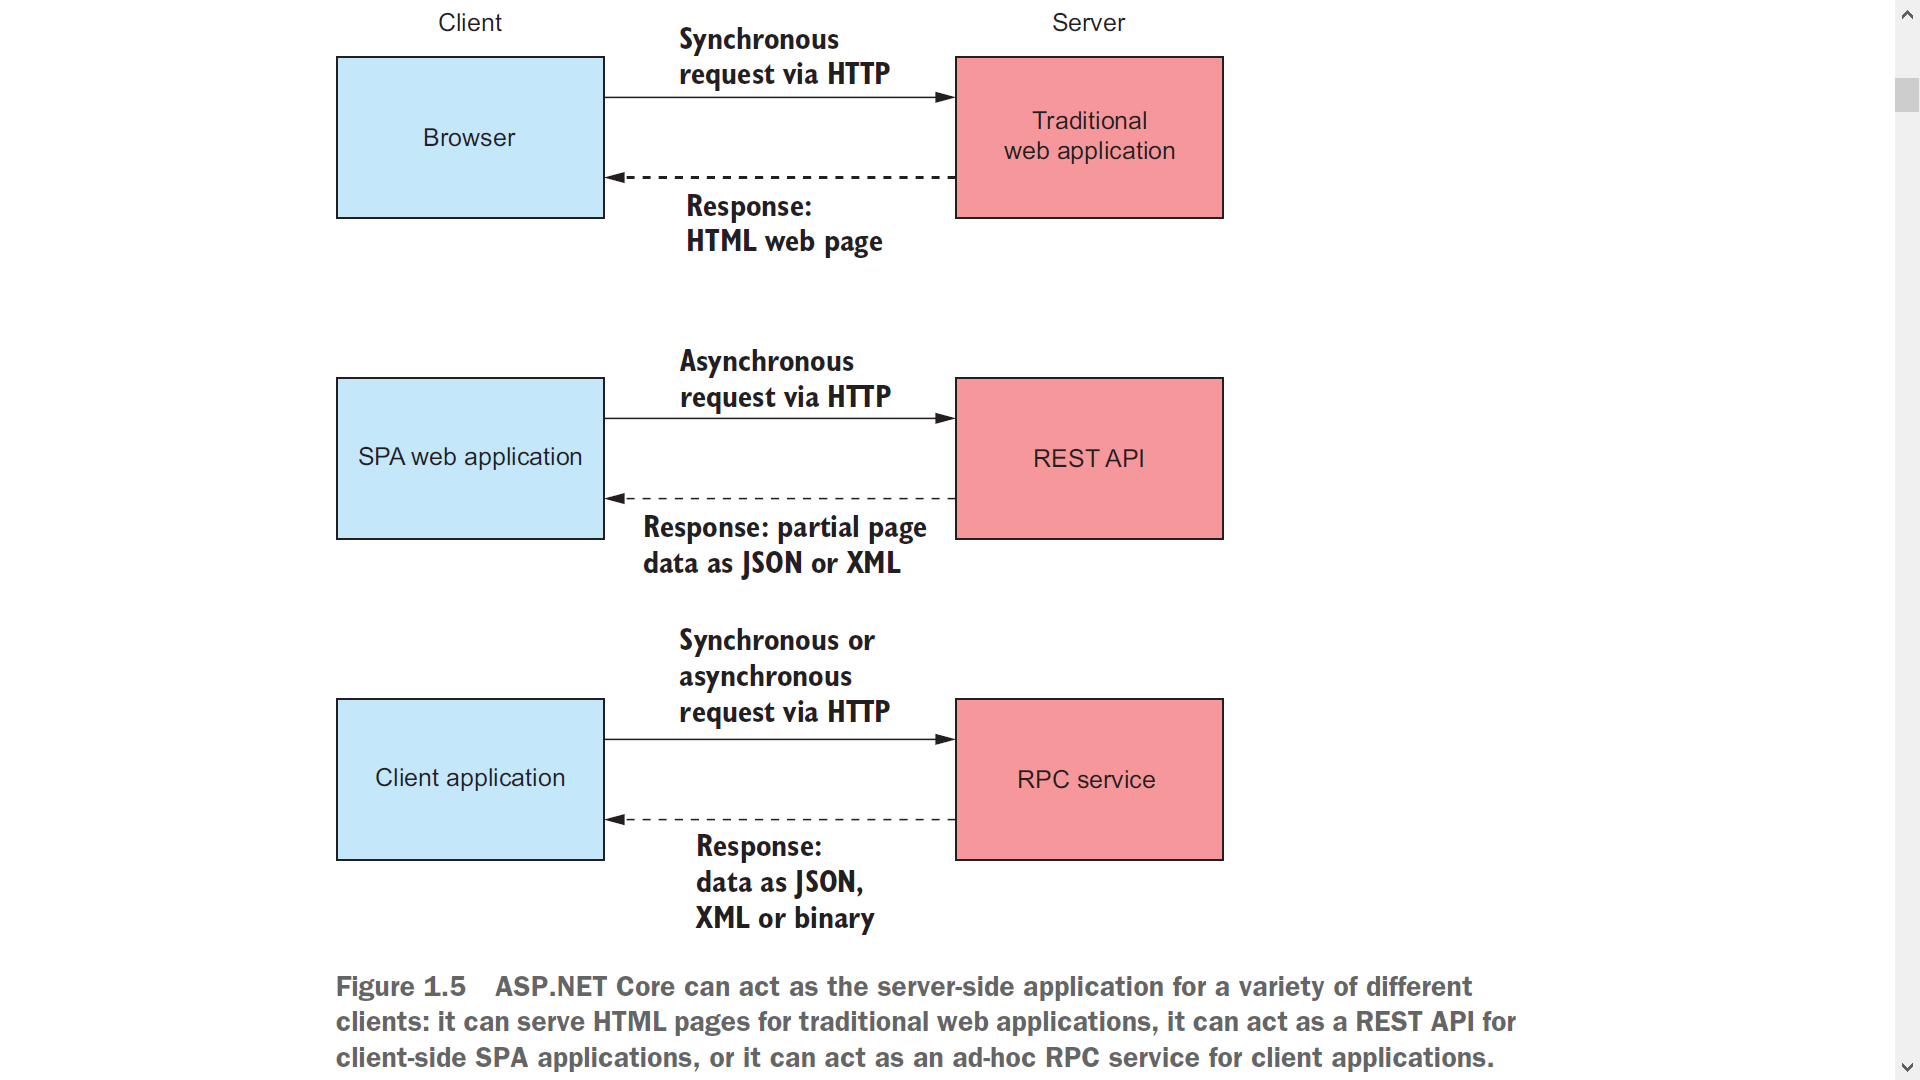 Client
Server
Synchronous
request via HTTP
Browser
Traditional
web application
Response:
HTML web page
Asynchronous
request via HTTP
SPA web application
REST API
Response: partial page
data as JSON or XML
Synchronous or
asynchronous
request via HTTP
Client application
RPC service
Response:
data as JSON,
XML or binary
Figure 1.5 ASP.NET Core can act as the server-side application for a variety of different
clients: it can serve HTML pages for traditional web applications, it can act as a REST API for
client-side SPA applications, or it can act as an ad-hoc RPC service for client applications.